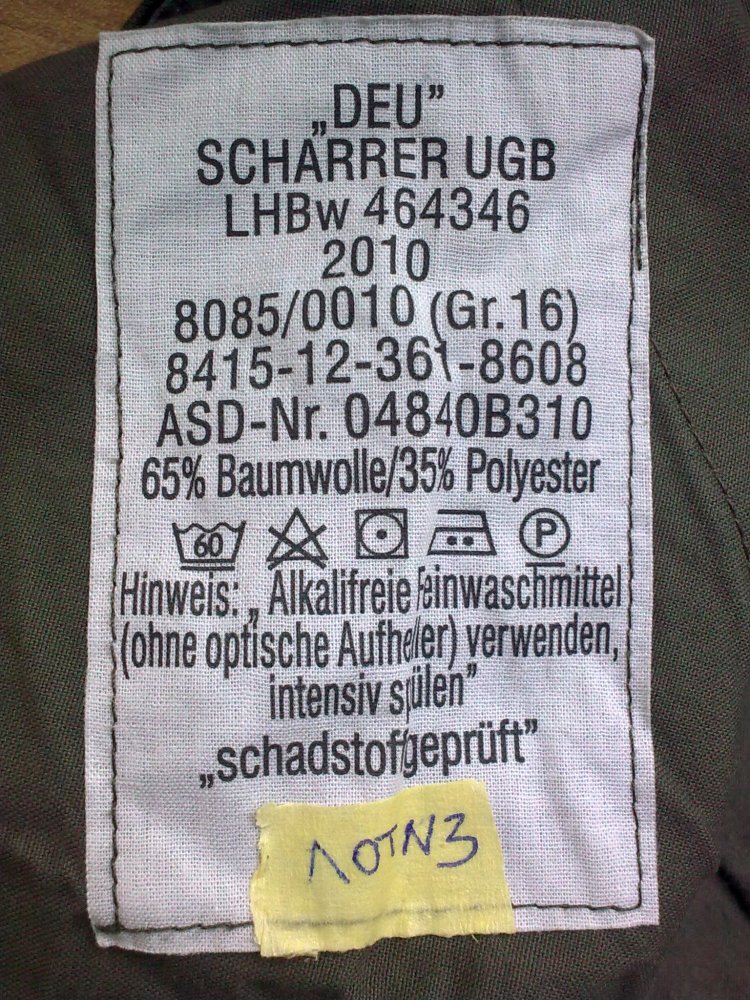 „DEU”
SCHARRER UGB
LHBw 464346
2010
8085/0010 (Gr.16)
8415-12-361-8608
ASD-Nr. 04840B310
65% Baumwolle/35% Polyester
60 P
Hinweis: „ Alkalifreie Feinwaschmittel
(ohne optische Aufheller) verwenden,
intensiv spülen”
„schadstoffgeprüft”
ΛOTN3